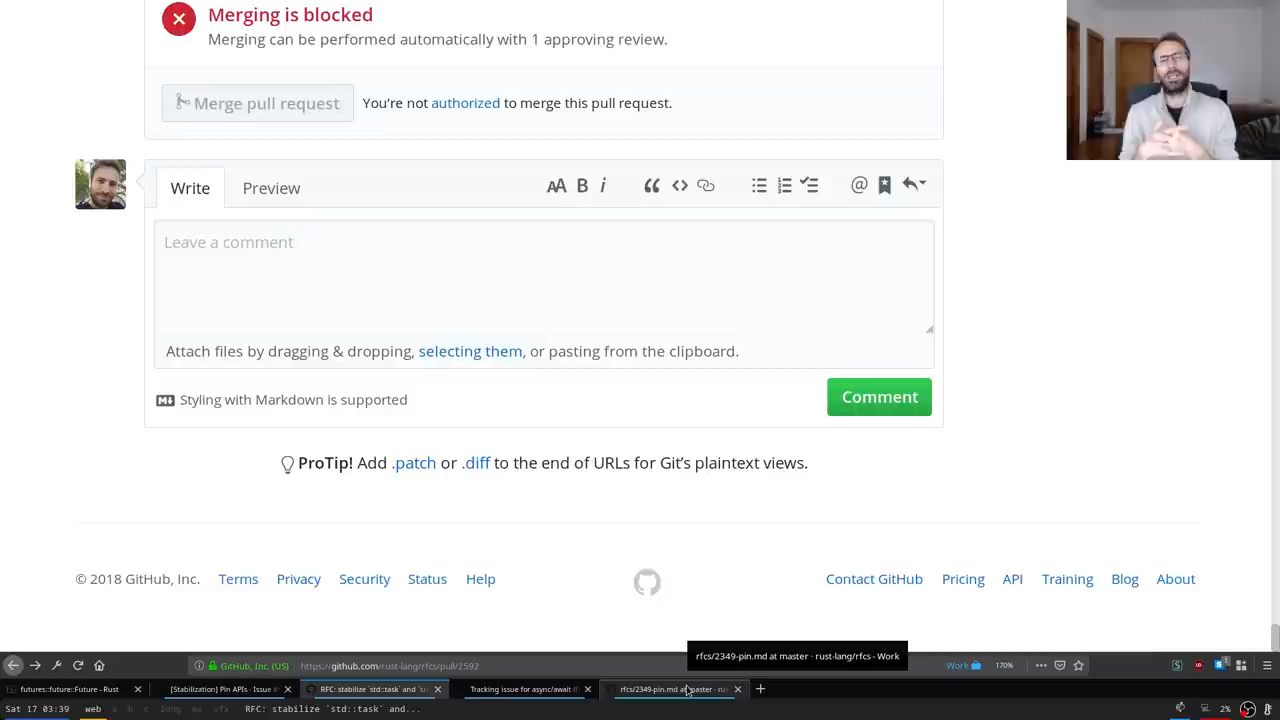 Merging is blocked
Merging can be performed automatically with 1 approving review.
Merge pull request
You're not authorized to merge this pull request.
Write
Preview
AA B i
Leave a comment
Attach files by dragging & dropping, selecting them, or pasting from the clipboard.
Styling with Markdown is supported
Comment
ProTip! Add .patch or .diff to the end of URLs for Git's plaintext views.
© 2018 GitHub, Inc. Terms Privacy Security Status Help
Contact GitHub Pricing API Training Blog About
rfcs/2349-pin.md at master · rust-lang/rfcs - Work
GitHub, Inc. (US) https://github.com/rust-lang/rfcs/pull/2592 Work 170%
futures::future::Future - Rust
[Stabilization] Pin APIs · Issue
RFC: stabilize `std::task` and
Tracking issue for async/await
rfcs/2349-pin.md at master
Sat 17 03:39 web a b c lung mx sup RFC: stabilize `std::task` and... 2%